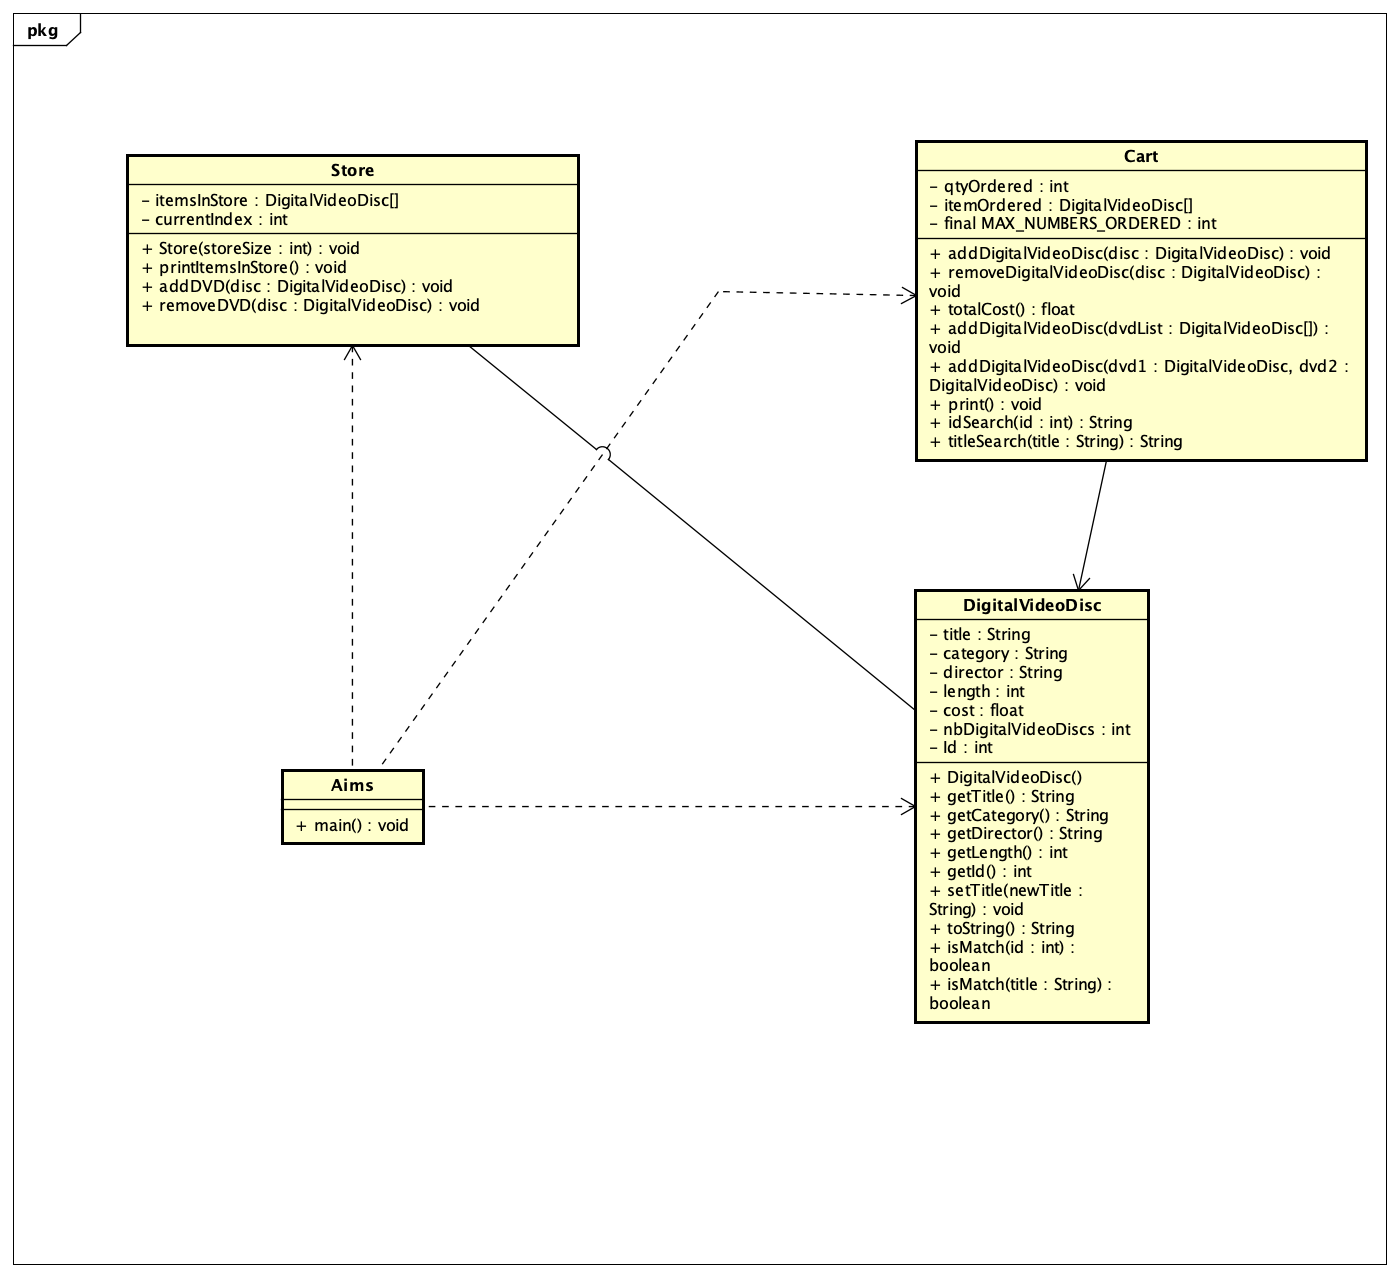 pkg
Store
– itemsInStore : DigitalVideoDisc[]
– currentIndex : int
+ Store(storeSize : int) : void
+ printItemsInStore() : void
+ addDVD(disc : DigitalVideoDisc) : void
+ removeDVD(disc : DigitalVideoDisc) : void
Cart
– qtyOrdered : int
– itemOrdered : DigitalVideoDisc[]
– final MAX_NUMBERS_ORDERED : int
+ addDigitalVideoDisc(disc : DigitalVideoDisc) : void
+ removeDigitalVideoDisc(disc : DigitalVideoDisc) :
void
+ totalCost() : float
+ addDigitalVideoDisc(dvdList : DigitalVideoDisc[]) :
void
+ addDigitalVideoDisc(dvd1 : DigitalVideoDisc, dvd2 :
DigitalVideoDisc) : void
+ print() : void
+ idSearch(id : int) : String
+ titleSearch(title : String) : String
Aims
+ main() : void
DigitalVideoDisc
– title : String
– category : String
– director : String
– length : int
– cost : float
– nbDigitalVideoDiscs : int
– Id : int
+ DigitalVideoDisc()
+ getTitle() : String
+ getCategory() : String
+ getDirector() : String
+ getLength() : int
+ getId() : int
+ setTitle(newTitle :
String) : void
+ toString() : String
+ isMatch(id : int) :
boolean
+ isMatch(title : String) :
boolean